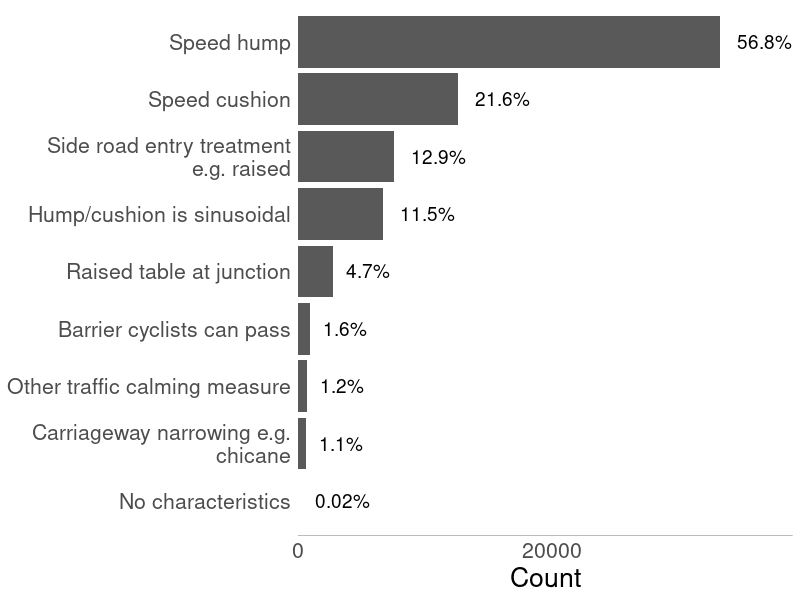 Speed hump
56.8%
Speed cushion
21.6%
Side road entry treatment
e.g. raised
12.9%
Hump/cushion is sinusoidal
11.5%
Raised table at junction
4.7%
Barrier cyclists can pass
1.6%
Other traffic calming measure
1.2%
Carriageway narrowing e.g.
chicane
1.1%
No characteristics
0.02%
0
20000
Count